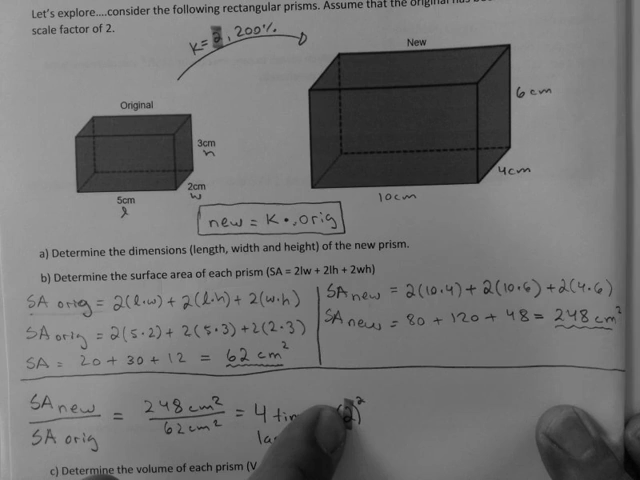 Let's explore....consider the following rectangular prisms. Assume that the original has
scale factor of 2.
K = 2, 200%
Original
New
3cm
h
2cm
w
5cm
l
6cm
4cm
10cm
new = K • orig
a) Determine the dimensions (length, width and height) of the new prism.
b) Determine the surface area of each prism (SA = 2lw + 2lh + 2wh)
SA orig = 2(l·w) + 2(l·h) + 2(w·h)
SA orig = 2(5·2) + 2(5·3) + 2(2·3)
SA = 20 + 30 + 12 = 62 cm²
SA new = 2(10·4) + 2(10·6) + 2(4·6)
SA new = 80 + 120 + 48 = 248 cm²
SA new / SA orig = 248 cm² / 62 cm² = 4 (2)²
c) Determine the volume of each prism (V